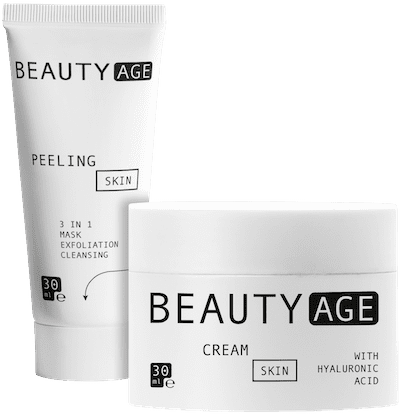 BEAUTY AGE
PEELING
SKIN
3 IN 1
MASK
EXFOLIATION
CLEANSING
30
ml e
BEAUTY AGE
CREAM
SKIN
WITH
HYALURONIC
ACID
30
ml e